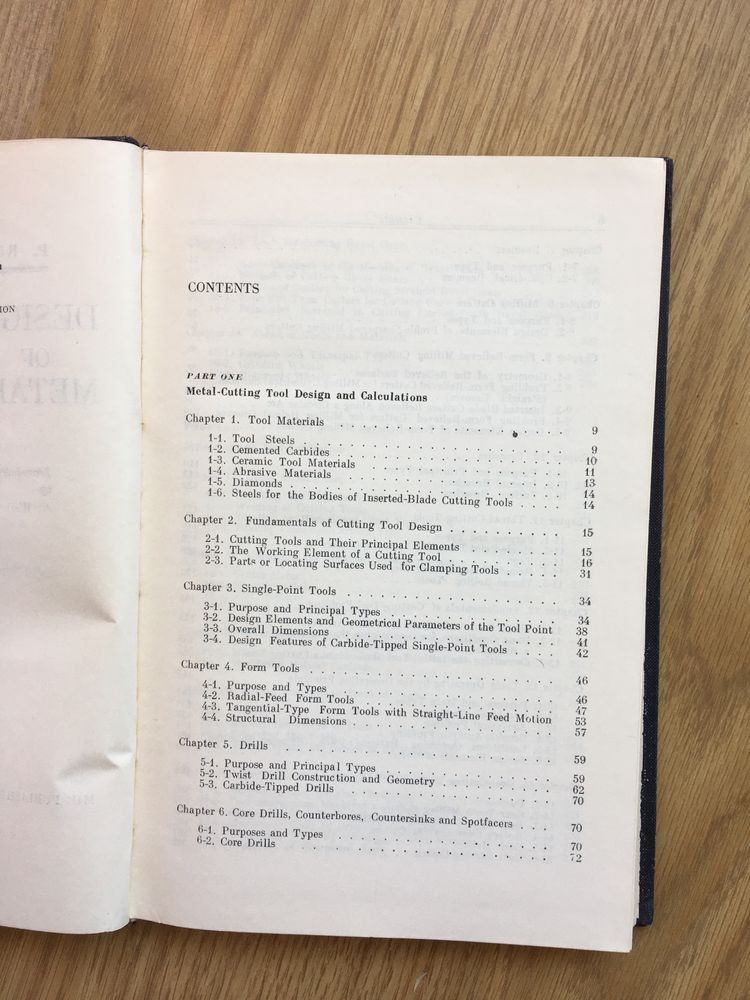 ION
CONTENTS
PART ONE
Metal-Cutting Tool Design and Calculations
Chapter 1. Tool Materials . . . . . . . . . . . . . . . . . 9
1-1. Tool Steels . . . . . . . . . . . . . . . . . 9
1-2. Cemented Carbides . . . . . . . . . . . . . . . . . 10
1-3. Ceramic Tool Materials . . . . . . . . . . . . . . . 11
1-4. Abrasive Materials . . . . . . . . . . . . . . . . 13
1-5. Diamonds . . . . . . . . . . . . . . . . . . 14
1-6. Steels for the Bodies of Inserted-Blade Cutting Tools . . . . 14
Chapter 2. Fundamentals of Cutting Tool Design . . . . . . . . . 15
2-1. Cutting Tools and Their Principal Elements . . . . . . . 15
2-2. The Working Element of a Cutting Tool . . . . . . . . 16
2-3. Parts or Locating Surfaces Used for Clamping Tools . . . . . 31
Chapter 3. Single-Point Tools . . . . . . . . . . . . . . . 34
3-1. Purpose and Principal Types . . . . . . . . . . . . 34
3-2. Design Elements and Geometrical Parameters of the Tool Point 38
3-3. Overall Dimensions . . . . . . . . . . . . . . . 41
3-4. Design Features of Carbide-Tipped Single-Point Tools . . . . . 42
Chapter 4. Form Tools . . . . . . . . . . . . . . . . . 46
4-1. Purpose and Types . . . . . . . . . . . . . . . 46
4-2. Radial-Feed Form Tools . . . . . . . . . . . . . . 47
4-3. Tangential-Type Form Tools with Straight-Line Feed Motion 53
4-4. Structural Dimensions . . . . . . . . . . . . . . 57
Chapter 5. Drills . . . . . . . . . . . . . . . . . . 59
5-1. Purpose and Principal Types . . . . . . . . . . . . 59
5-2. Twist Drill Construction and Geometry . . . . . . . . . 62
5-3. Carbide-Tipped Drills . . . . . . . . . . . . . . 70
Chapter 6. Core Drills, Counterbores, Countersinks and Spotfacers . . . 70
6-1. Purposes and Types . . . . . . . . . . . . . . . 70
6-2. Core Drills . . . . . . . . . . . . . . . . . 72